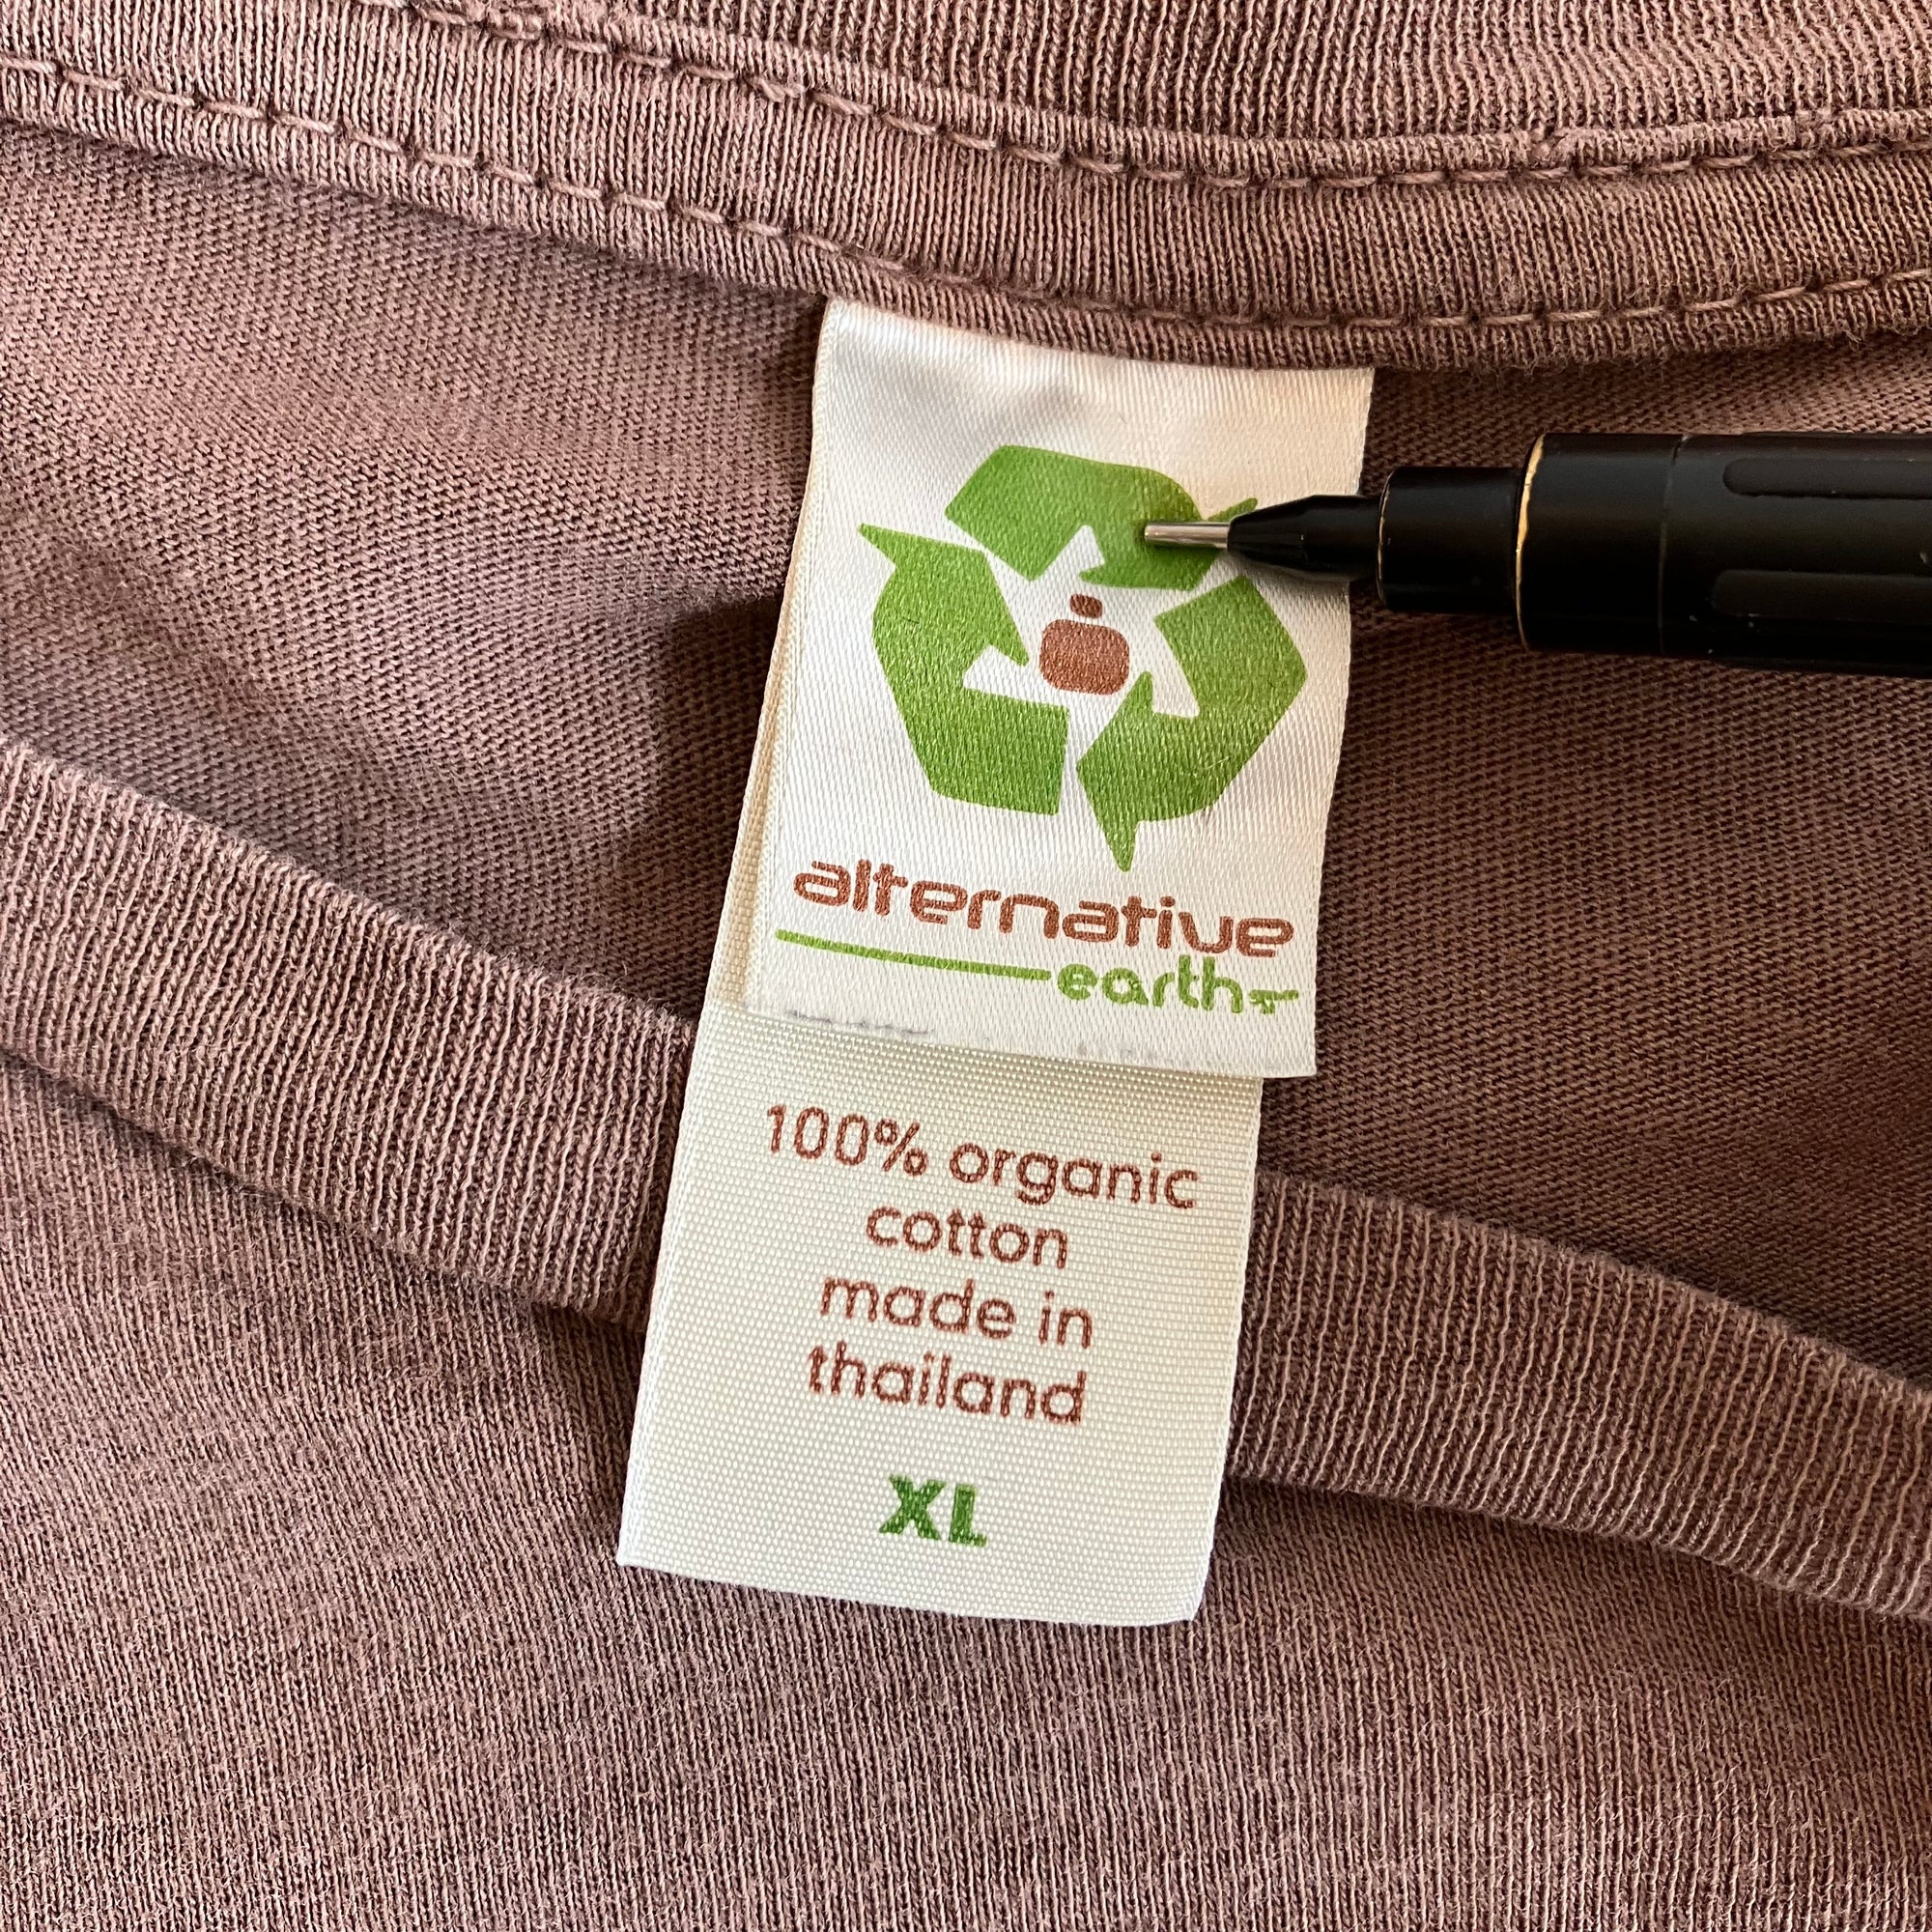 alternative
earth
100% organic
cotton
made in
thailand
XL